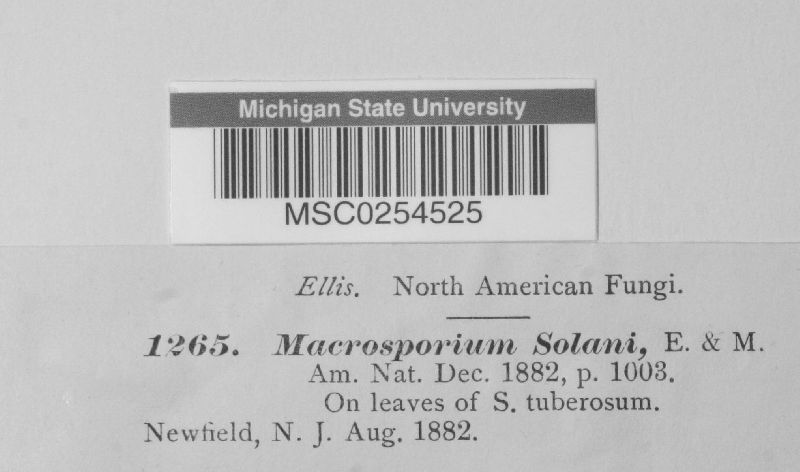 Michigan State University
MSC0254525
Ellis. North American Fungi.
1265. Macrosporium Solani, E. & M.
Am. Nat. Dec. 1882, p. 1003.
On leaves of S. tuberosum.
Newfield, N. J. Aug. 1882.